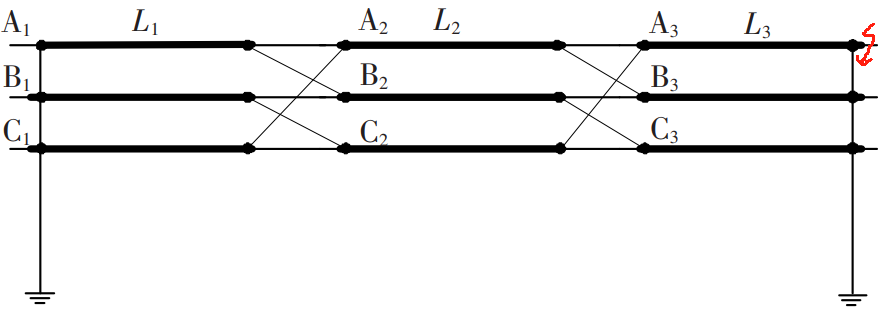 A₁ L₁ A₂ L₂ A₃ L₃
B₁ B₂ B₃
C₁ C₂ C₃